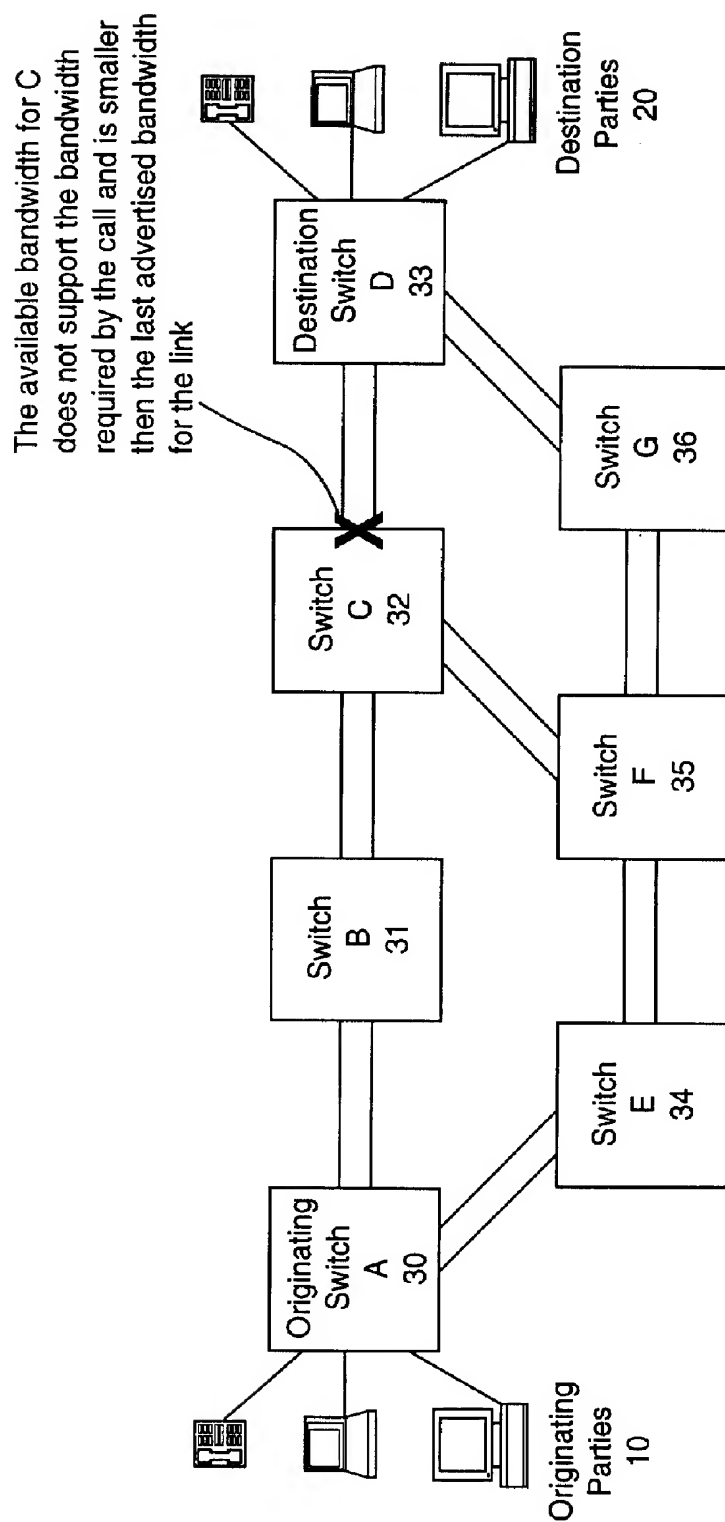 The available bandwidth for C
does not support the bandwidth
required by the call and is smaller
then the last advertised bandwidth
for the link
Originating
Switch
A
30
Switch
B
31
Switch
C
32
Destination
Switch
D
33
Originating
Parties
10
Destination
Parties
20
Switch
E
34
Switch
F
35
Switch
G
36